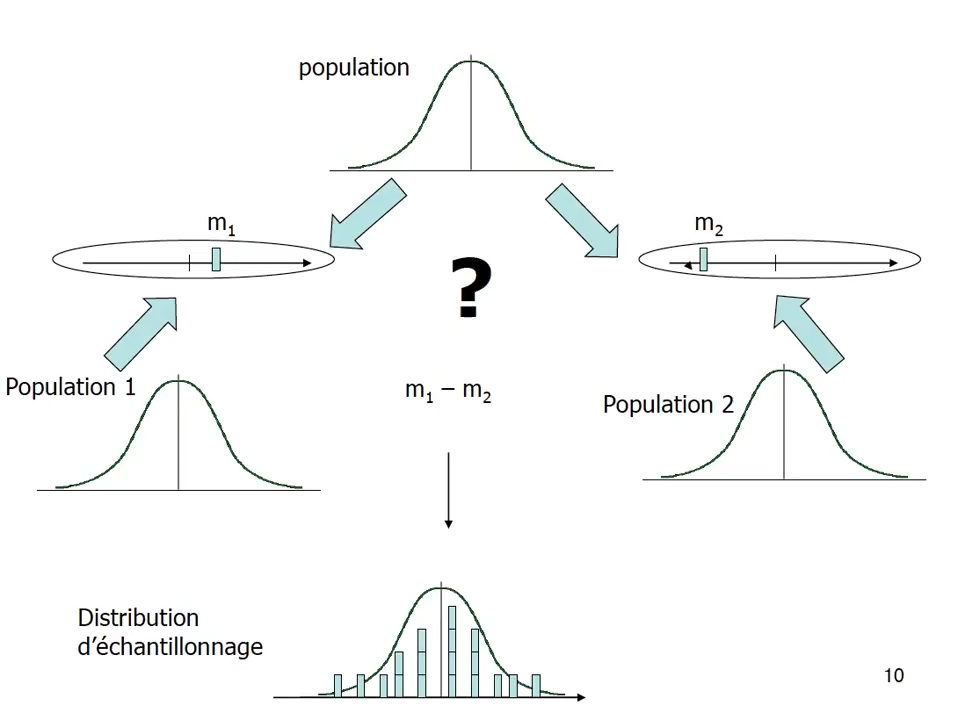 population
m₁
m₂
?
Population 1
m₁ – m₂
Population 2
Distribution
d’échantillonnage
10